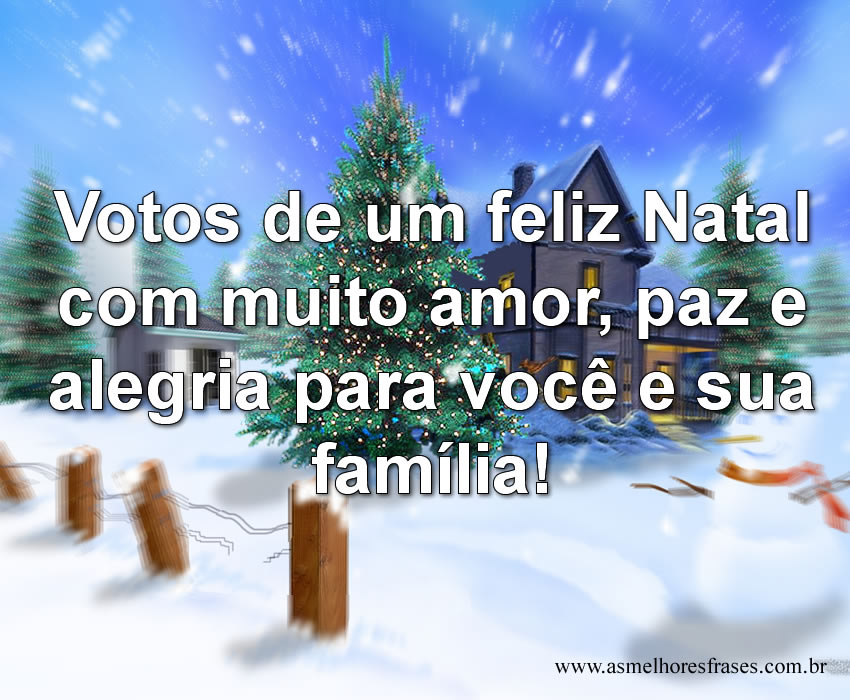 Votos de um feliz Natal
com muito amor, paz e
alegria para você e sua
família!
www.asmelhoresfrases.com.br